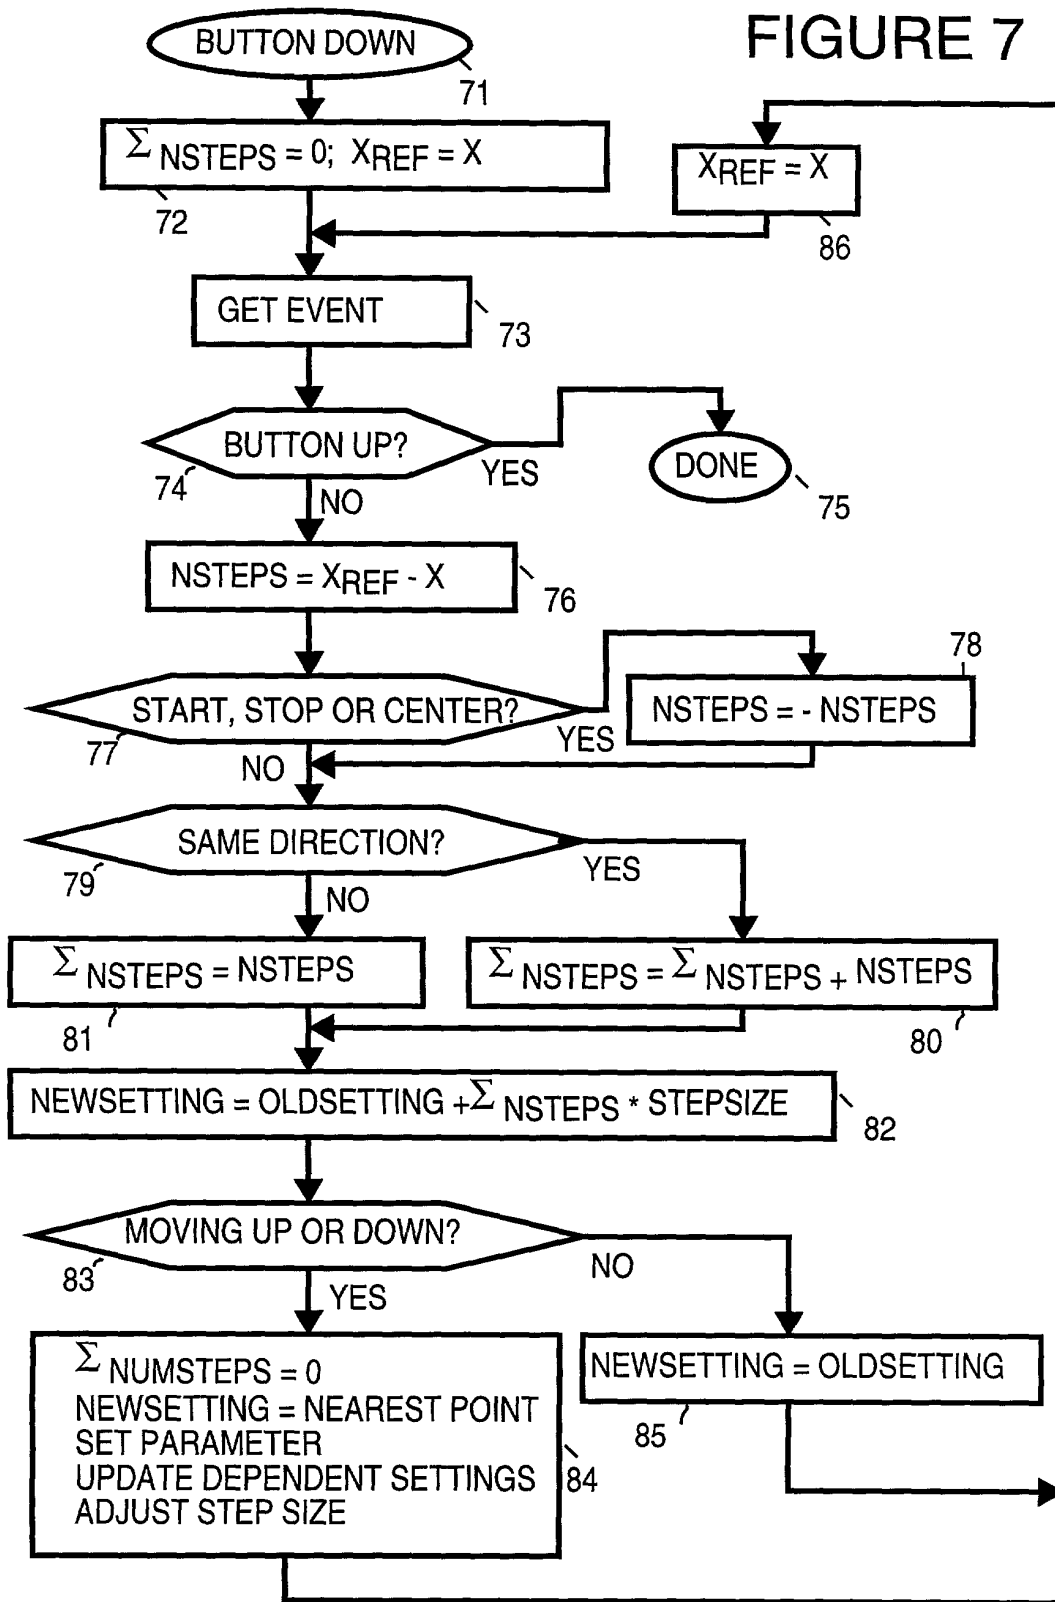 FIGURE 7
BUTTON DOWN
71
Σ NSTEPS = 0; XREF = X
72
XREF = X
86
GET EVENT
73
BUTTON UP?
74
YES
NO
DONE
75
NSTEPS = XREF - X
76
START, STOP OR CENTER?
77
YES
NO
78
NSTEPS = - NSTEPS
SAME DIRECTION?
79
YES
NO
Σ NSTEPS = NSTEPS
81
Σ NSTEPS = Σ NSTEPS + NSTEPS
80
NEWSETTING = OLDSETTING +Σ NSTEPS * STEPSIZE
82
MOVING UP OR DOWN?
83
NO
YES
Σ NUMSTEPS = 0
NEWSETTING = NEAREST POINT
SET PARAMETER
UPDATE DEPENDENT SETTINGS
ADJUST STEP SIZE
84
NEWSETTING = OLDSETTING
85